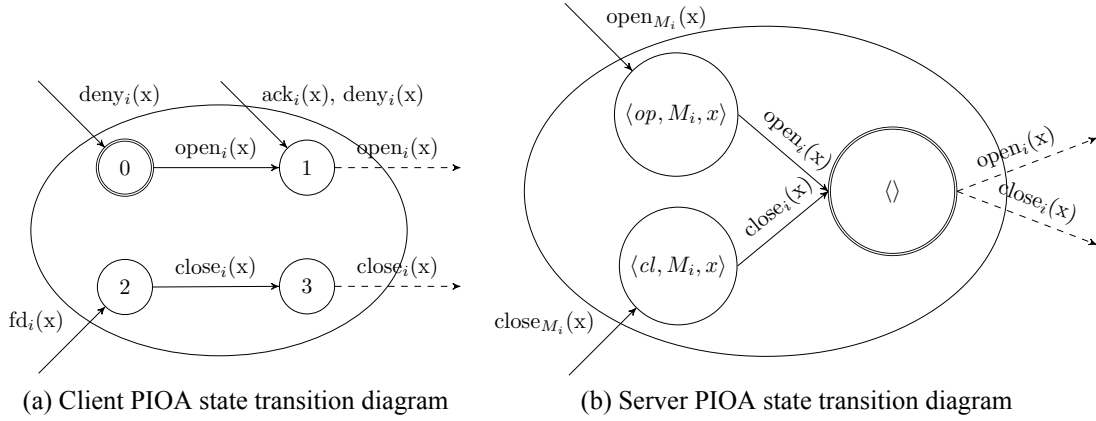 deny_i(x)
ack_i(x), deny_i(x)
0
open_i(x)
1
open_i(x)
2
close_i(x)
3
close_i(x)
fd_i(x)
(a) Client PIOA state transition diagram
open_{M_i}(x)
⟨op, M_i, x⟩
open_i(x)
close_i(x)
⟨⟩
open_i(x)
close_i(x)
⟨cl, M_i, x⟩
close_{M_i}(x)
(b) Server PIOA state transition diagram